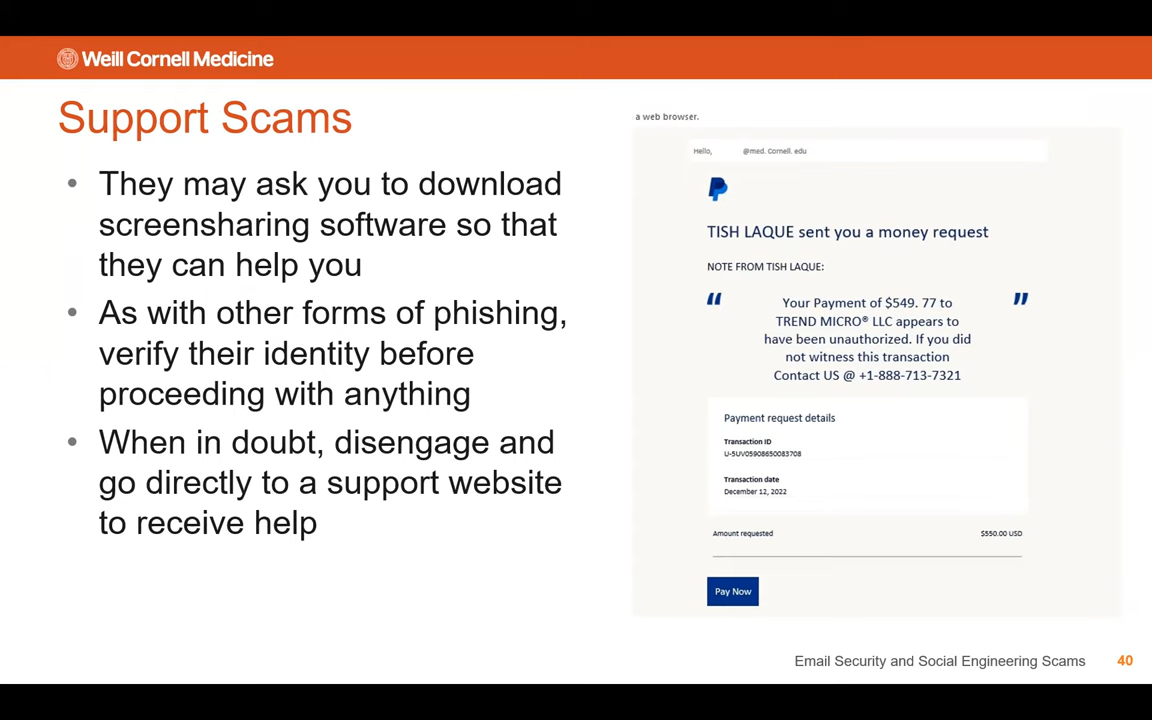 Weill Cornell Medicine
Support Scams
• They may ask you to download
screensharing software so that
they can help you
• As with other forms of phishing,
verify their identity before
proceeding with anything
• When in doubt, disengage and
go directly to a support website
to receive help
a web browser.
Hello, @med. Cornell. edu
TISH LAQUE sent you a money request
NOTE FROM TISH LAQUE:
“ Your Payment of $549. 77 to ”
TREND MICRO® LLC appears to
have been unauthorized. If you did
not witness this transaction
Contact US @ +1-888-713-7321
Payment request details
Transaction ID
U-5UV05908650083708
Transaction date
December 12, 2022
Amount requested $550.00 USD
Pay Now
Email Security and Social Engineering Scams 40